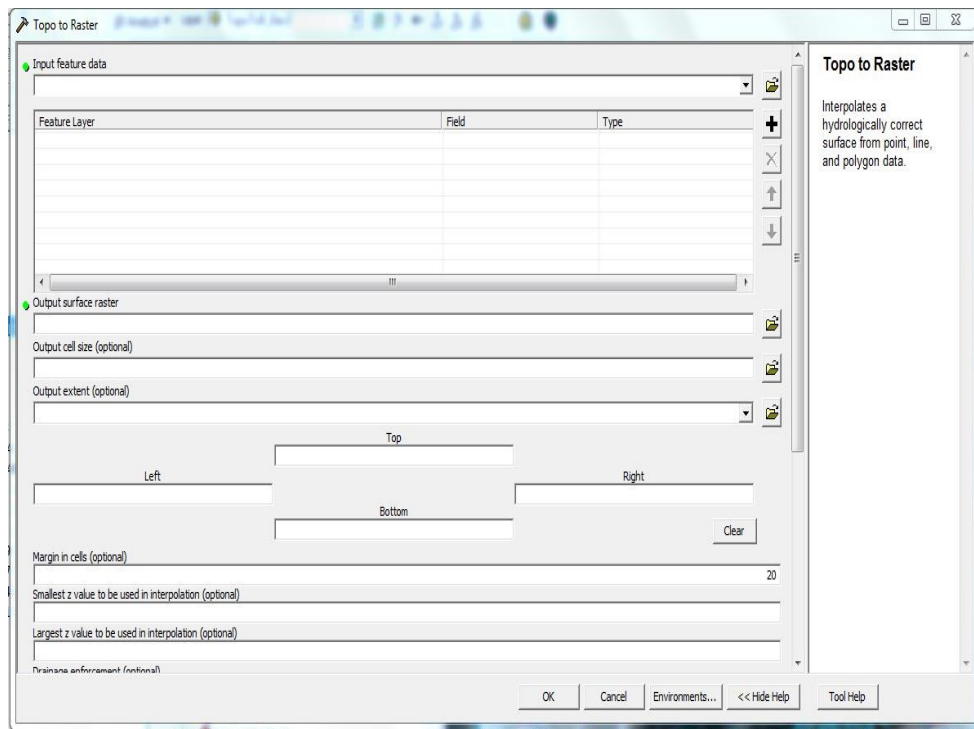 Topo to Raster
Input feature data
Feature Layer Field Type
Output surface raster
Output cell size (optional)
Output extent (optional)
Top
Left Right
Bottom
Clear
Margin in cells (optional)
20
Smallest z value to be used in interpolation (optional)
Largest z value to be used in interpolation (optional)
Drainage enforcement (optional)
OK Cancel Environments... << Hide Help Tool Help
Topo to Raster
Interpolates a
hydrologically correct
surface from point, line,
and polygon data.